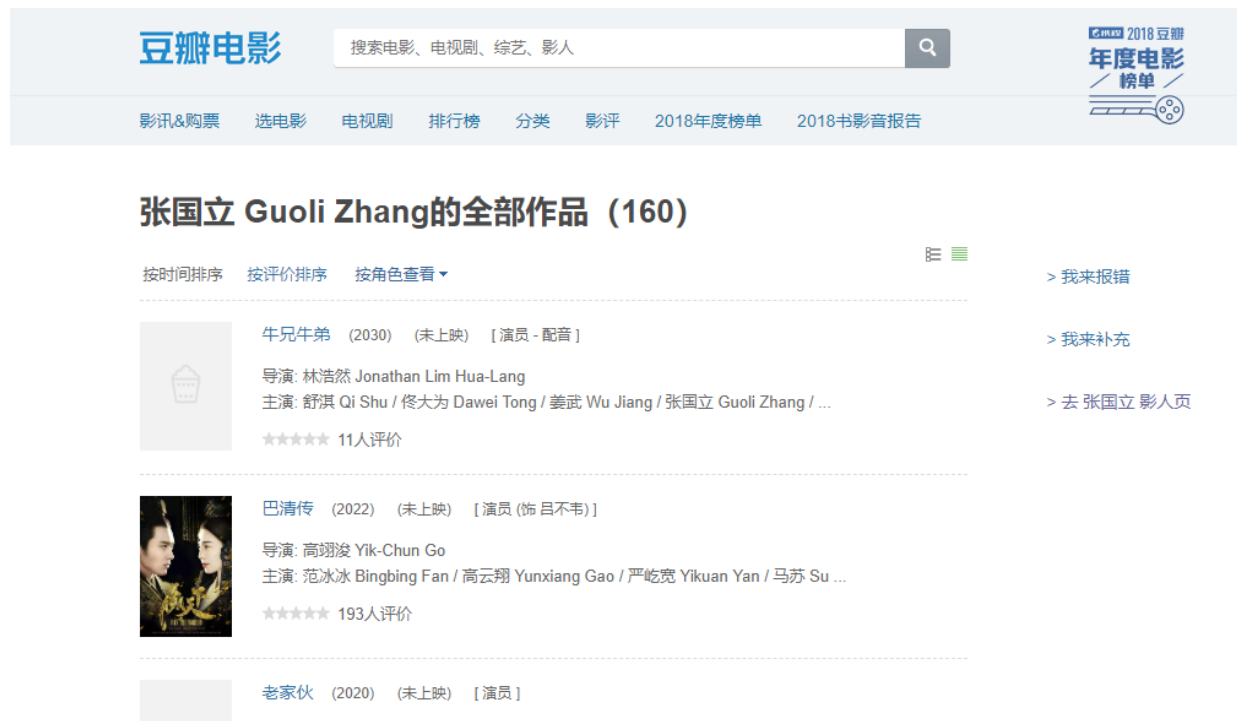 豆瓣电影
搜索电影、电视剧、综艺、影人
2018 豆瓣
年度电影
榜单
影讯&购票 选电影 电视剧 排行榜 分类 影评 2018年度榜单 2018书影音报告
张国立 Guoli Zhang的全部作品（160）
按时间排序 按评价排序 按角色查看
> 我来报错
牛兄牛弟 (2030) (未上映) [ 演员 - 配音 ]
> 我来补充
导演: 林浩然 Jonathan Lim Hua-Lang
主演: 舒淇 Qi Shu / 佟大为 Dawei Tong / 姜武 Wu Jiang / 张国立 Guoli Zhang / ...
> 去 张国立 影人页
11人评价
巴清传 (2022) (未上映) [ 演员 (饰 吕不韦) ]
导演: 高翊浚 Yik-Chun Go
主演: 范冰冰 Bingbing Fan / 高云翔 Yunxiang Gao / 严屹宽 Yikuan Yan / 马苏 Su ...
赢天下
193人评价
老家伙 (2020) (未上映) [ 演员 ]